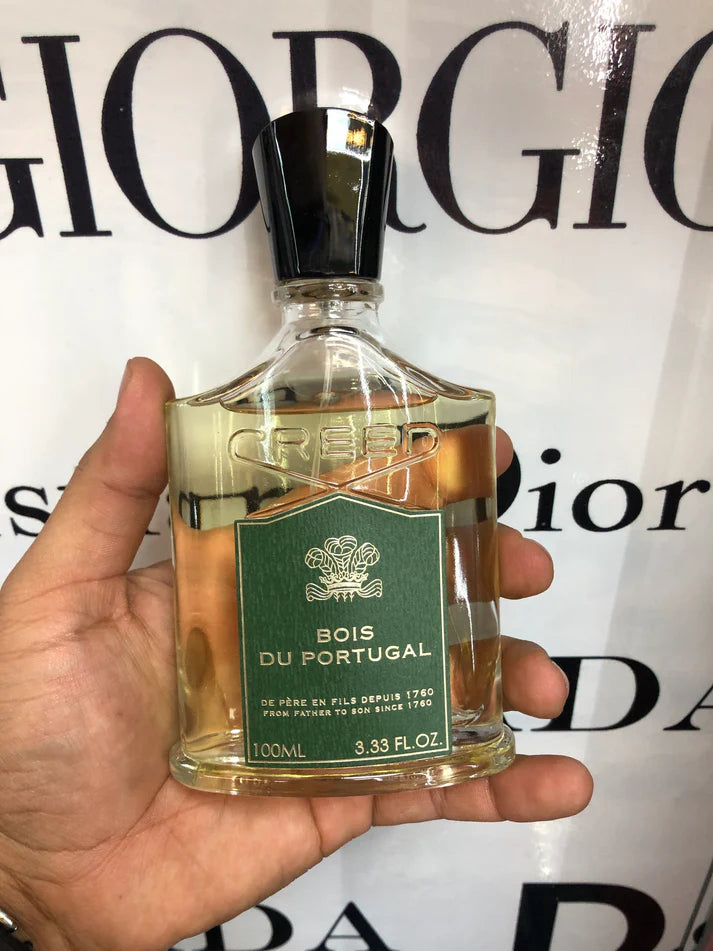 GIORGIO
CREED
BOIS
DU PORTUGAL
DE PÈRE EN FILS DEPUIS 1760
FROM FATHER TO SON SINCE 1760
100ML 3.33 FL.OZ.
Dior